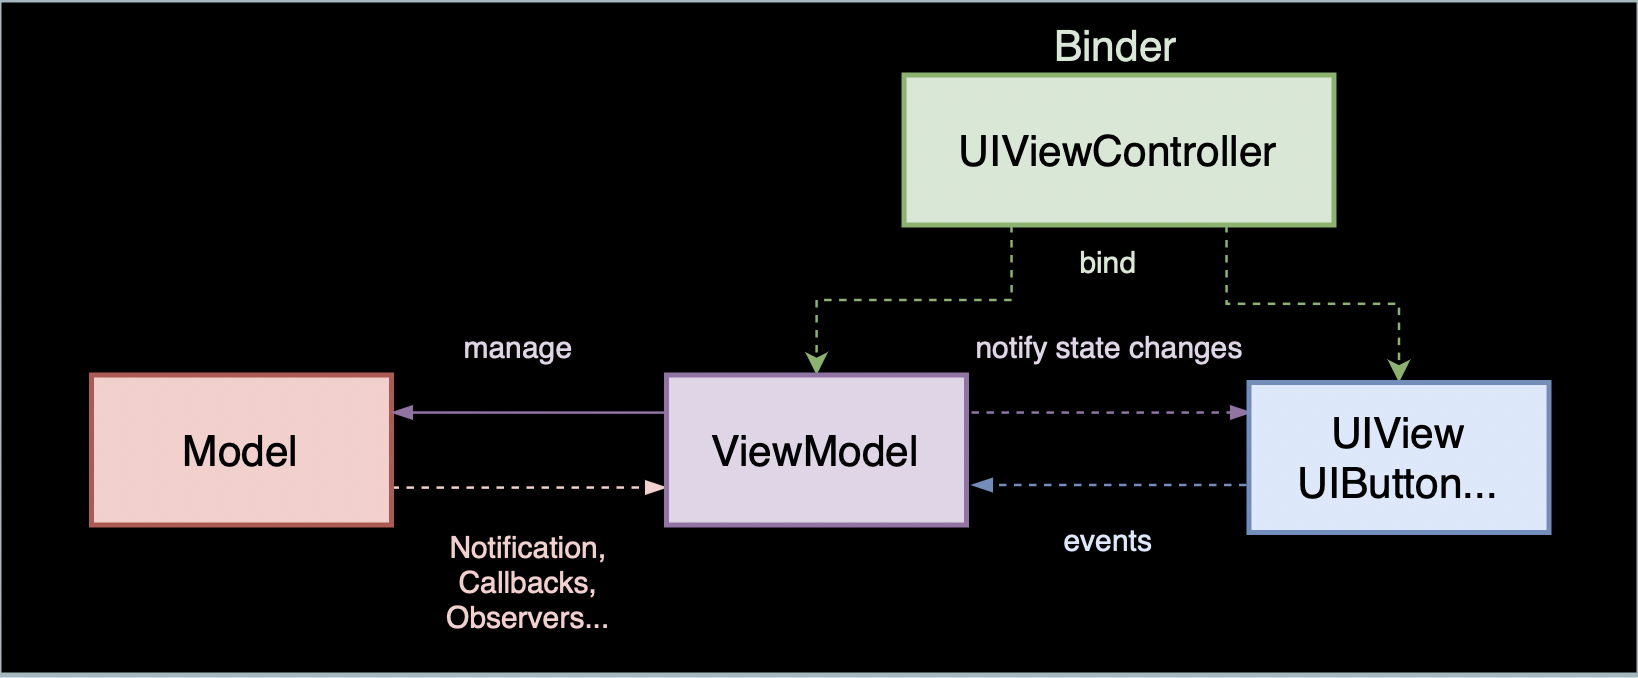 Binder
UIViewController
bind
manage
notify state changes
Model
ViewModel
UIView
UIButton...
Notification,
Callbacks,
Observers...
events